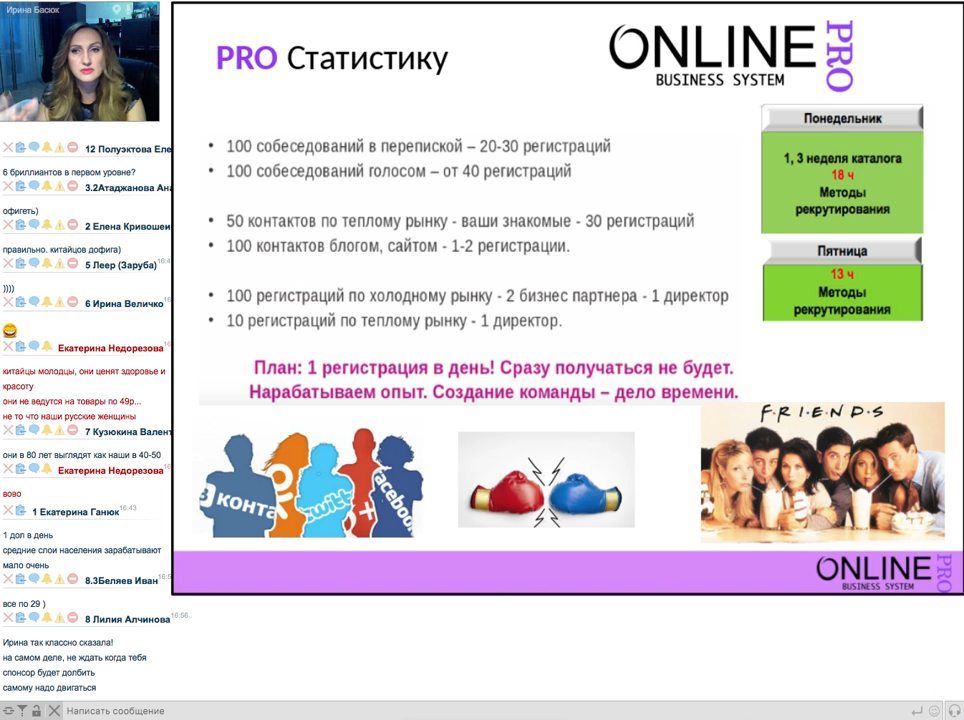 Ирина Басюк
12 Полуэктова Еле
6 бриллиантов в первом уровне?
3.2Атаджанова Ана
офигеть)
2 Елена Кривошеи
правильно. китайцов дофига)
5 Леер (Заруба)
))))
6 Ирина Величко
Екатерина Недорезова
китайцы молодцы, они ценят здоровье и
красоту
они не ведутся на товары по 49р...
не то что наши русские женщины
7 Кузюкина Валент
они в 80 лет выглядят как наши в 40-50
Екатерина Недорезова
вово
1 Екатерина Ганюк 16:43
1 дол в день
средние слои населения зарабатывают
мало очень
8.3Беляев Иван
все по 29 )
8 Лилия Алчинова 16:56
Ирина так классно сказала!
на самом деле, не ждать когда тебя
спонсор будет долбить
самому надо двигаться
Написать сообщение
PRO Статистику
ONLINE PRO
BUSINESS SYSTEM
• 100 собеседований в перепиской – 20-30 регистраций
• 100 собеседований голосом – от 40 регистраций
• 50 контактов по теплому рынку - ваши знакомые - 30 регистраций
• 100 контактов блогом, сайтом - 1-2 регистрации.
• 100 регистраций по холодному рынку - 2 бизнес партнера - 1 директор
• 10 регистраций по теплому рынку - 1 директор.
План: 1 регистрация в день! Сразу получаться не будет.
Нарабатываем опыт. Создание команды – дело времени.
Понедельник
1, 3 неделя каталога
18 ч
Методы
рекрутирования
Пятница
13 ч
Методы
рекрутирования
конта
twitt
facebook
F·R·I·E·N·D·S
ONLINE PRO
BUSINESS SYSTEM